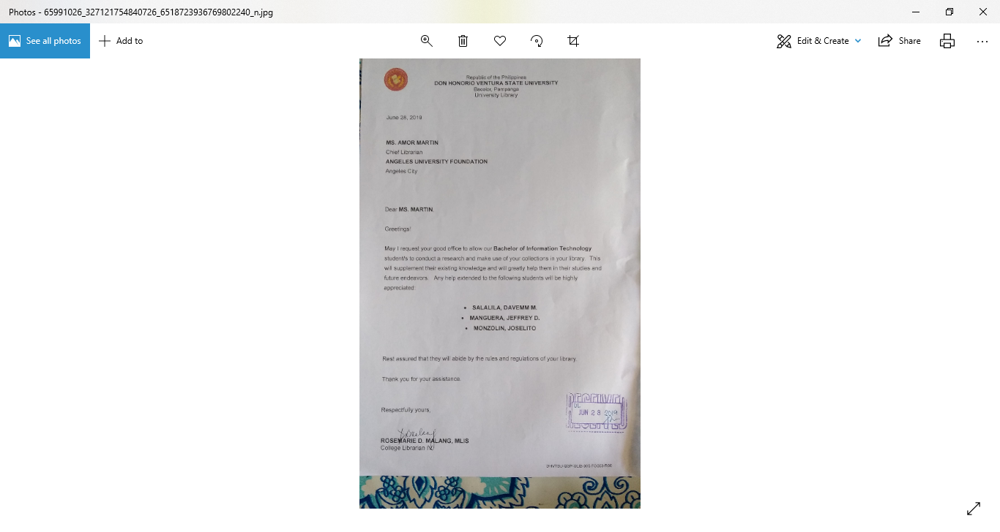 Photos - 65991026_327121754840726_6518723936769802240_n.jpg
See all photos
Add to
Edit & Create
Share
Republic of the Philippines
DON HONORIO VENTURA STATE UNIVERSITY
Bacolor, Pampanga
University Library
June 28, 2019
MS. AMOR MARTIN
Chief Librarian
ANGELES UNIVERSITY FOUNDATION
Angeles City
Dear MS. MARTIN
Greetings!
May I request your good office to allow our Bachelor of Information Technology
student/s to conduct a research and make use of your collections in your library. This
will supplement their existing knowledge and will greatly help them in their studies and
future endeavors. Any help extended to the following students will be highly
appreciated:
• SALALILA, DAVEMM M.
• MANGUERA, JEFFREY D.
• MONZOLIN, JOSELITO
Rest assured that they will abide by the rules and regulations of your library.
Thank you for your assistance.
Respectfully yours,
ROSEMARIE D. MALANG, MLIS
College Librarian IV
RECEIVED
JUN 28 2019